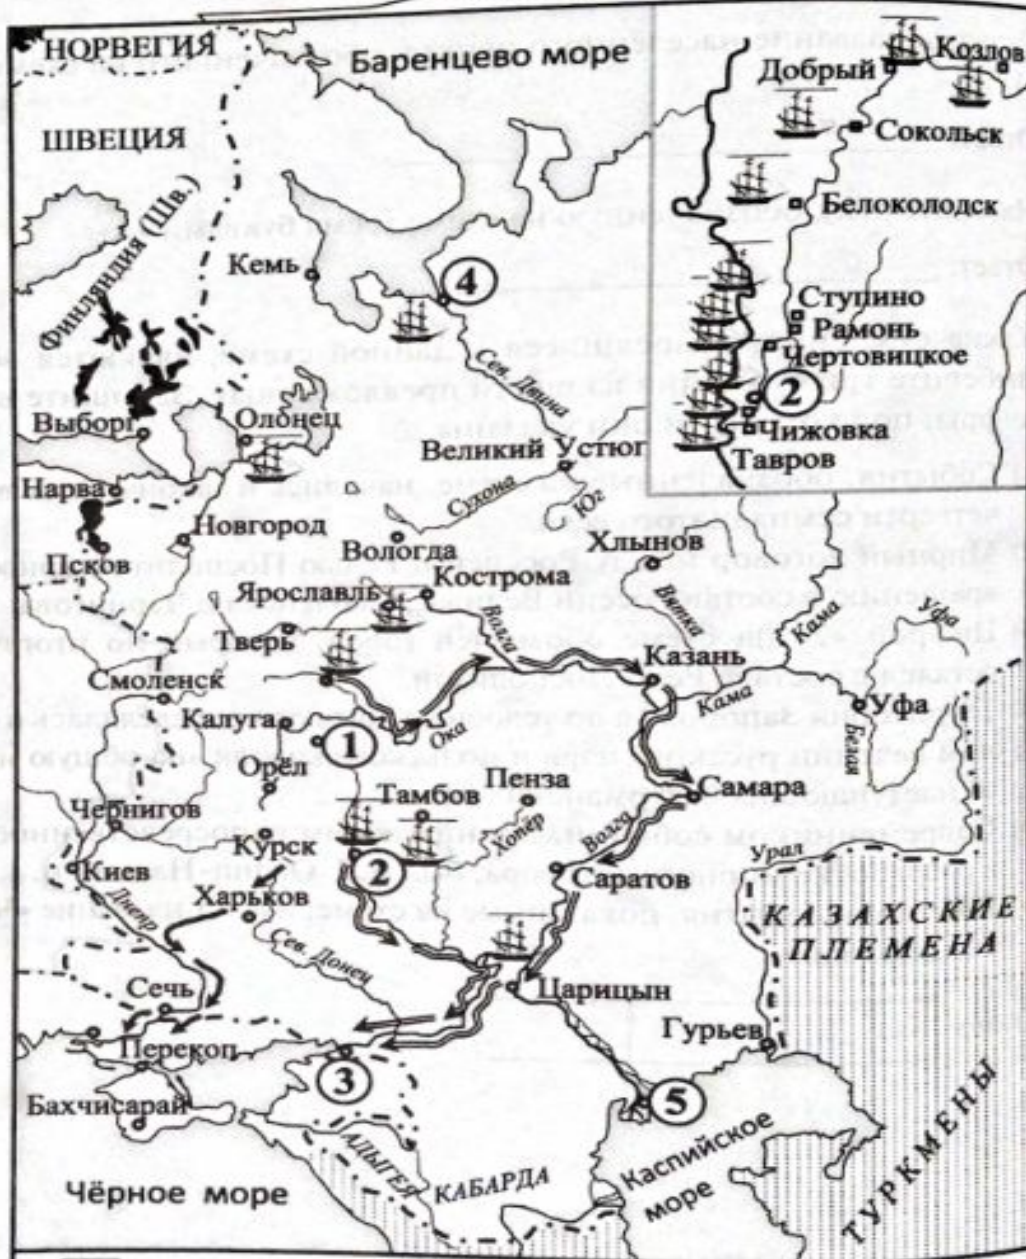 НОРВЕГИЯ
Баренцево море
ШВЕЦИЯ
Финляндия (Шв.)
Кемь
4
Сев. Двина
Выборг
Олонец
Великий Устюг
Нарва
Сухона
Юг
Новгород
Вологда
Хлынов
Псков
Ярославль
Кострома
Вятка
Кама
Уфа
Тверь
Волга
Казань
Смоленск
Кама
Уфа
Калуга
1
Ока
Белая
Орёл
Пенза
Самара
Чернигов
Тамбов
Хопёр
Волга
Урал
Курск
2
Киев
Саратов
Днепр
Харьков
КАЗАХСКИЕ
ПЛЕМЕНА
Сев. Донец
Сечь
Царицын
Гурьев
Перекоп
3
5
Бахчисарай
АДЫГЕЯ
КАБАРДА
Каспийское
море
ТУРКМЕНЫ
Чёрное море
Козлов
Добрый
Сокольск
Белоколодск
Ступино
Рамонь
Чертовицкое
2
Чижовка
Тавров